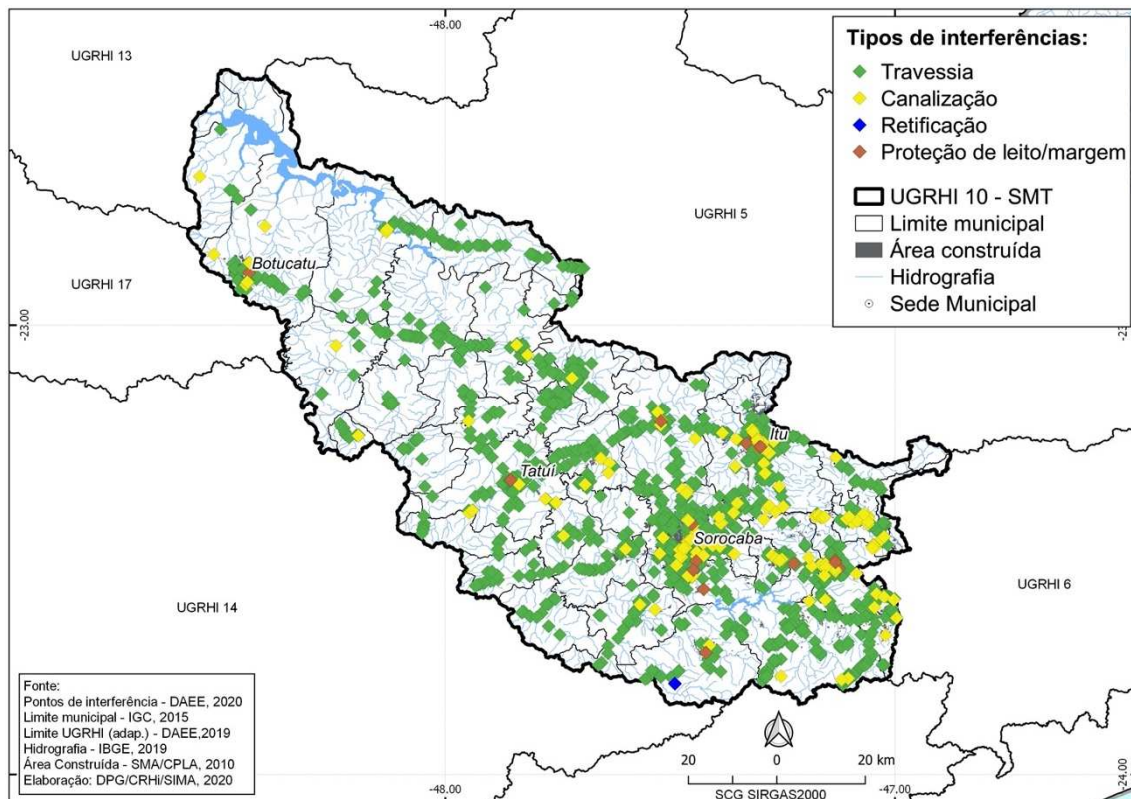 -48.00
UGRHI 13
Tipos de interferências:
Travessia
Canalização
Retificação
Proteção de leito/margem
UGRHI 10 - SMT
Limite municipal
Área construída
Hidrografia
Sede Municipal
UGRHI 5
Botucatu
UGRHI 17
-23.00
-23
Itu
Tatuí
Sorocaba
UGRHI 6
UGRHI 14
Fonte:
Pontos de interferência - DAEE, 2020
Limite municipal - IGC, 2015
Limite UGRHI (adap.) - DAEE,2019
Hidrografia - IBGE, 2019
Área Construída - SMA/CPLA, 2010
Elaboração: DPG/CRHi/SIMA, 2020
20 0 20 km
SCG SIRGAS2000
-48.00
-47.00
-24.00